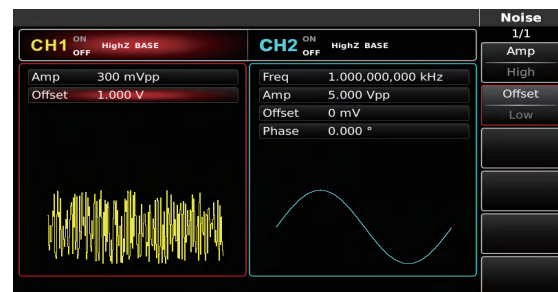 Noise
1/1
CH1 ON OFF HighZ BASE
CH2 ON OFF HighZ BASE
Amp
High
Offset
Low
Amp 300 mVpp
Offset 1.000 V
Freq 1.000,000,000 kHz
Amp 5.000 Vpp
Offset 0 mV
Phase 0.000 °